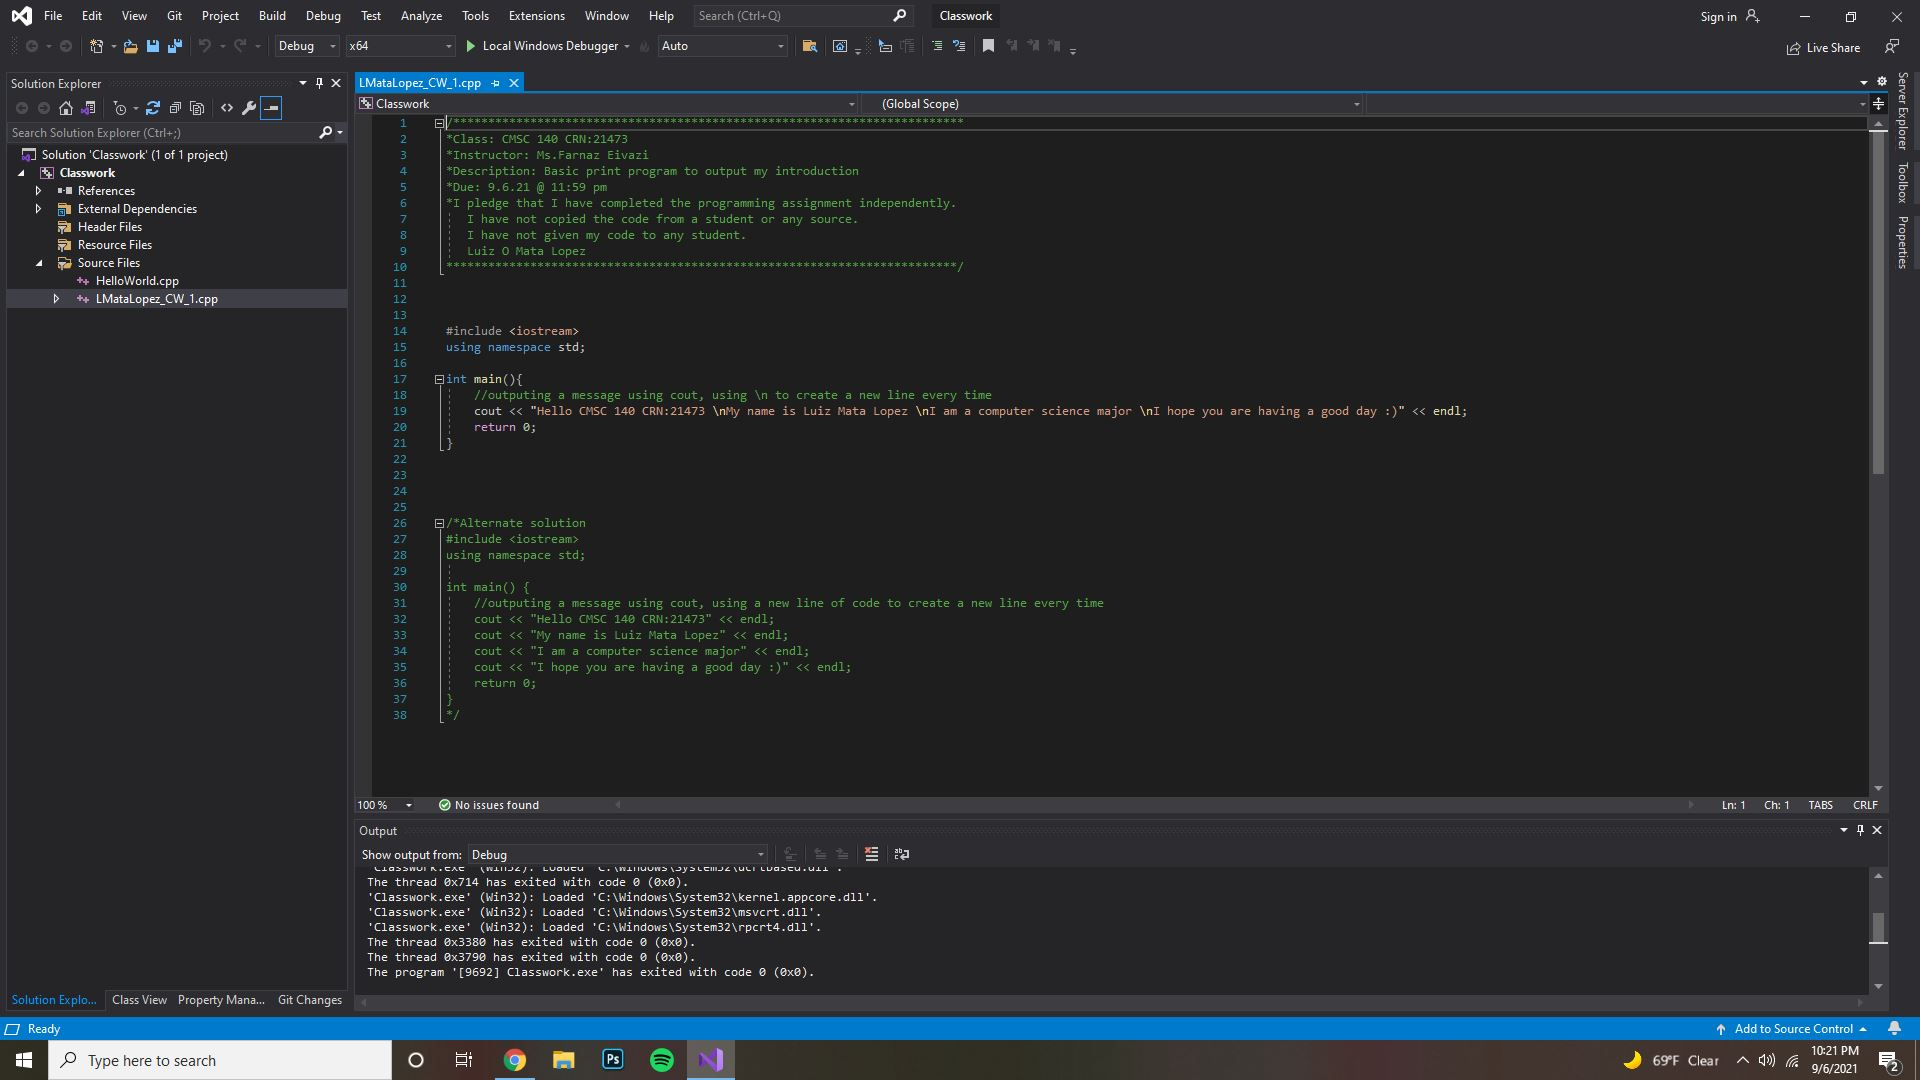 File Edit View Git Project Build Debug Test Analyze Tools Extensions Window Help Search (Ctrl+Q) Classwork Sign in
Debug x64 Local Windows Debugger Auto Live Share
Solution Explorer
Search Solution Explorer (Ctrl+;)
Solution 'Classwork' (1 of 1 project)
Classwork
References
External Dependencies
Header Files
Resource Files
Source Files
HelloWorld.cpp
LMataLopez_CW_1.cpp
Solution Explo... Class View Property Mana... Git Changes
LMataLopez_CW_1.cpp
Classwork (Global Scope)
1 /*************************************************************************
2 *Class: CMSC 140 CRN:21473
3 *Instructor: Ms.Farnaz Eivazi
4 *Description: Basic print program to output my introduction
5 *Due: 9.6.21 @ 11:59 pm
6 *I pledge that I have completed the programming assignment independently.
7 I have not copied the code from a student or any source.
8 I have not given my code to any student.
9 Luiz O Mata Lopez
10 *************************************************************************/
11
12
13
14 #include <iostream>
15 using namespace std;
16
17 int main(){
18 //outputing a message using cout, using \n to create a new line every time
19 cout << "Hello CMSC 140 CRN:21473 \nMy name is Luiz Mata Lopez \nI am a computer science major \nI hope you are having a good day :)" << endl;
20 return 0;
21 }
22
23
24
25
26 /*Alternate solution
27 #include <iostream>
28 using namespace std;
29
30 int main() {
31 //outputing a message using cout, using a new line of code to create a new line every time
32 cout << "Hello CMSC 140 CRN:21473" << endl;
33 cout << "My name is Luiz Mata Lopez" << endl;
34 cout << "I am a computer science major" << endl;
35 cout << "I hope you are having a good day :)" << endl;
36 return 0;
37 }
38 */
100 % No issues found Ln: 1 Ch: 1 TABS CRLF
Output
Show output from: Debug
'Classwork.exe' (Win32): Loaded 'C:\Windows\System32\ucrtbased.dll'.
The thread 0x714 has exited with code 0 (0x0).
'Classwork.exe' (Win32): Loaded 'C:\Windows\System32\kernel.appcore.dll'.
'Classwork.exe' (Win32): Loaded 'C:\Windows\System32\msvcrt.dll'.
'Classwork.exe' (Win32): Loaded 'C:\Windows\System32\rpcrt4.dll'.
The thread 0x3380 has exited with code 0 (0x0).
The thread 0x3790 has exited with code 0 (0x0).
The program '[9692] Classwork.exe' has exited with code 0 (0x0).
Server Explorer
Toolbox
Properties
Ready Add to Source Control
Type here to search Ps 69°F Clear 10:21 PM
9/6/2021 2